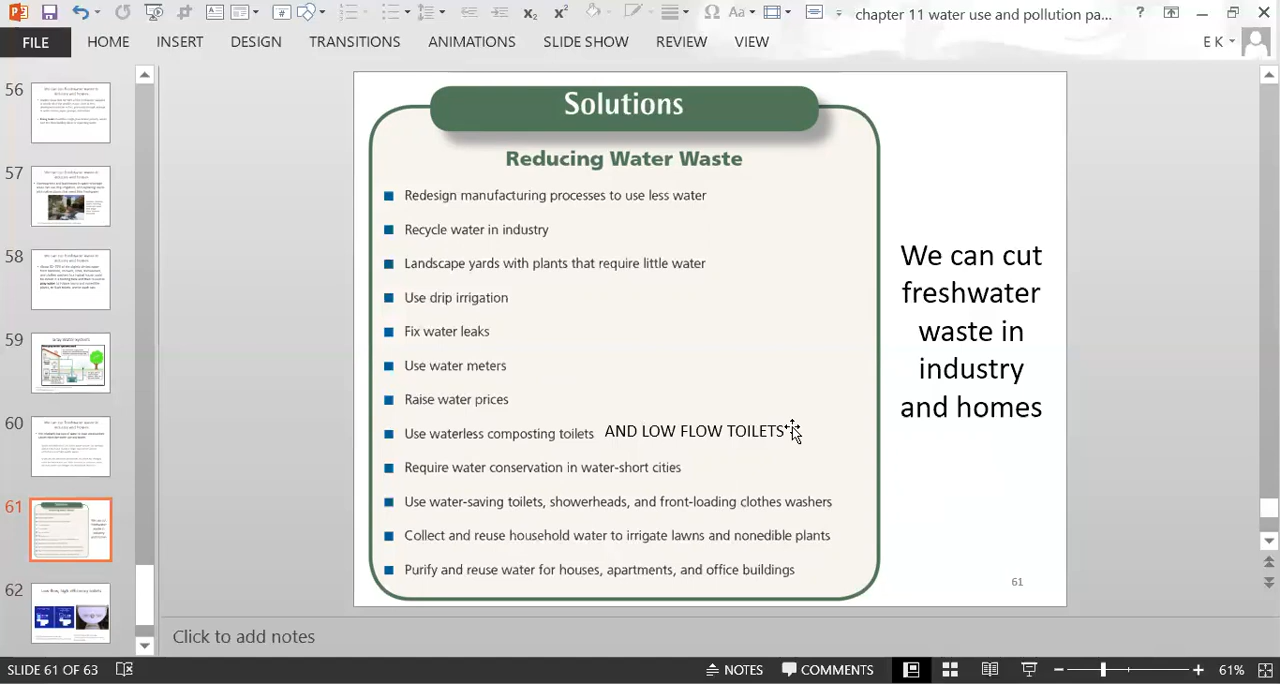 chapter 11 water use and pollution pa...
FILE
HOME
INSERT
DESIGN
TRANSITIONS
ANIMATIONS
SLIDE SHOW
REVIEW
VIEW
E K
56
57
58
59
60
61
62
Solutions
Reducing Water Waste
Redesign manufacturing processes to use less water
Recycle water in industry
Landscape yards with plants that require little water
Use drip irrigation
Fix water leaks
Use water meters
Raise water prices
Use waterless composting toilets AND LOW FLOW TOILETS
Require water conservation in water-short cities
Use water-saving toilets, showerheads, and front-loading clothes washers
Collect and reuse household water to irrigate lawns and nonedible plants
Purify and reuse water for houses, apartments, and office buildings
We can cut
freshwater
waste in
industry
and homes
61
Click to add notes
SLIDE 61 OF 63
NOTES
COMMENTS
61%